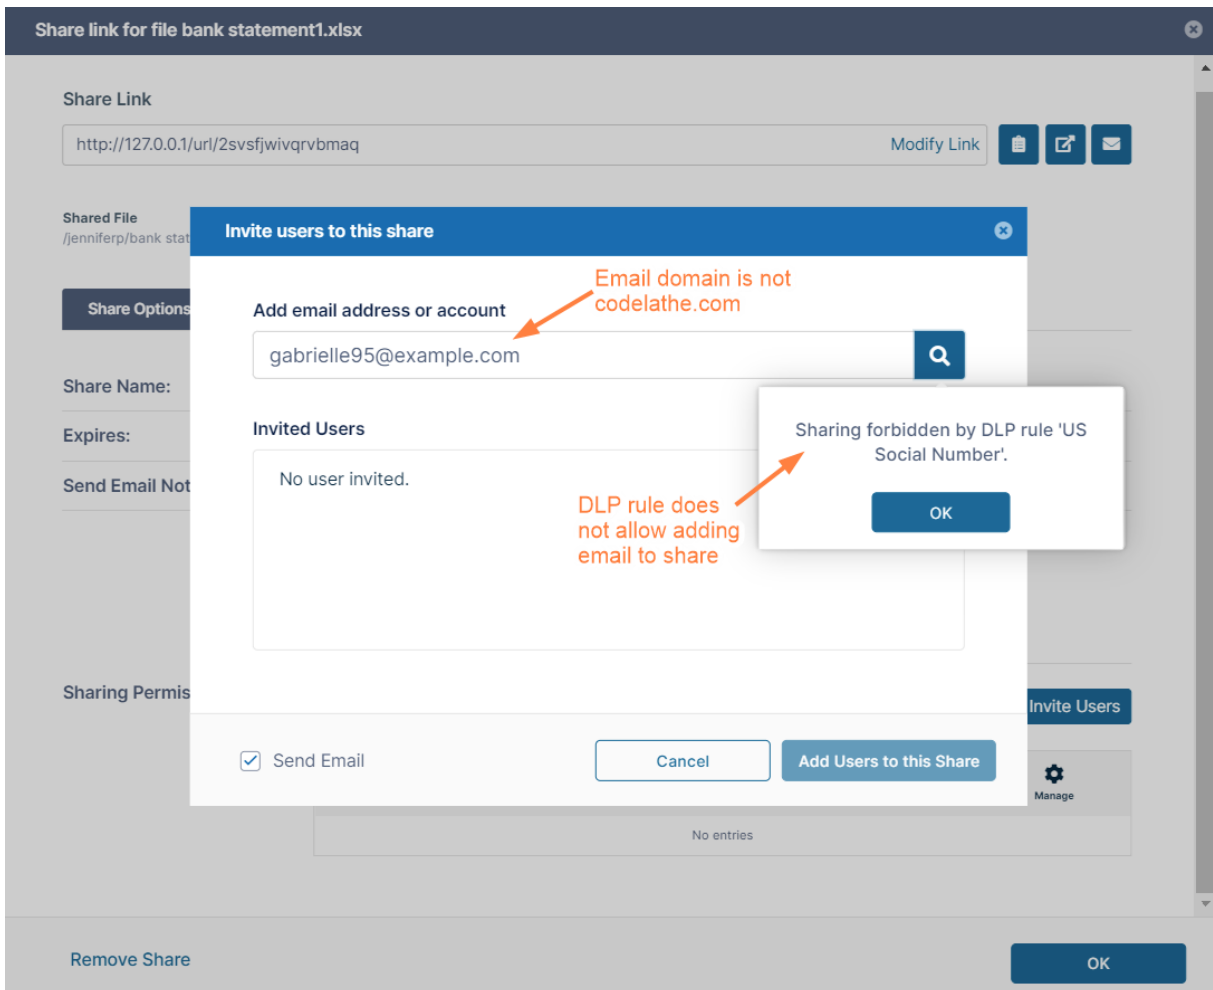 Share link for file bank statement1.xlsx
Share Link
http://127.0.0.1/url/2svsfjwivqrvbmaq
Modify Link
Shared File
/jenniferp/bank stat
Invite users to this share
Email domain is not
codelathe.com
Share Options
Add email address or account
gabrielle95@example.com
Share Name:
Expires:
Invited Users
Sharing forbidden by DLP rule 'US
Social Number'.
Send Email Not
No user invited.
DLP rule does
not allow adding
email to share
OK
Sharing Permis
Invite Users
Send Email
Cancel
Add Users to this Share
Manage
No entries
Remove Share
OK